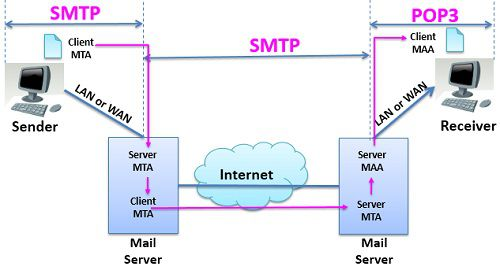 SMTP
POP3
Client
MTA
SMTP
Client
MAA
LAN or WAN
LAN or WAN
Sender
Receiver
Server
MTA
Internet
Server
MAA
Client
MTA
Server
MTA
Mail
Server
Mail
Server